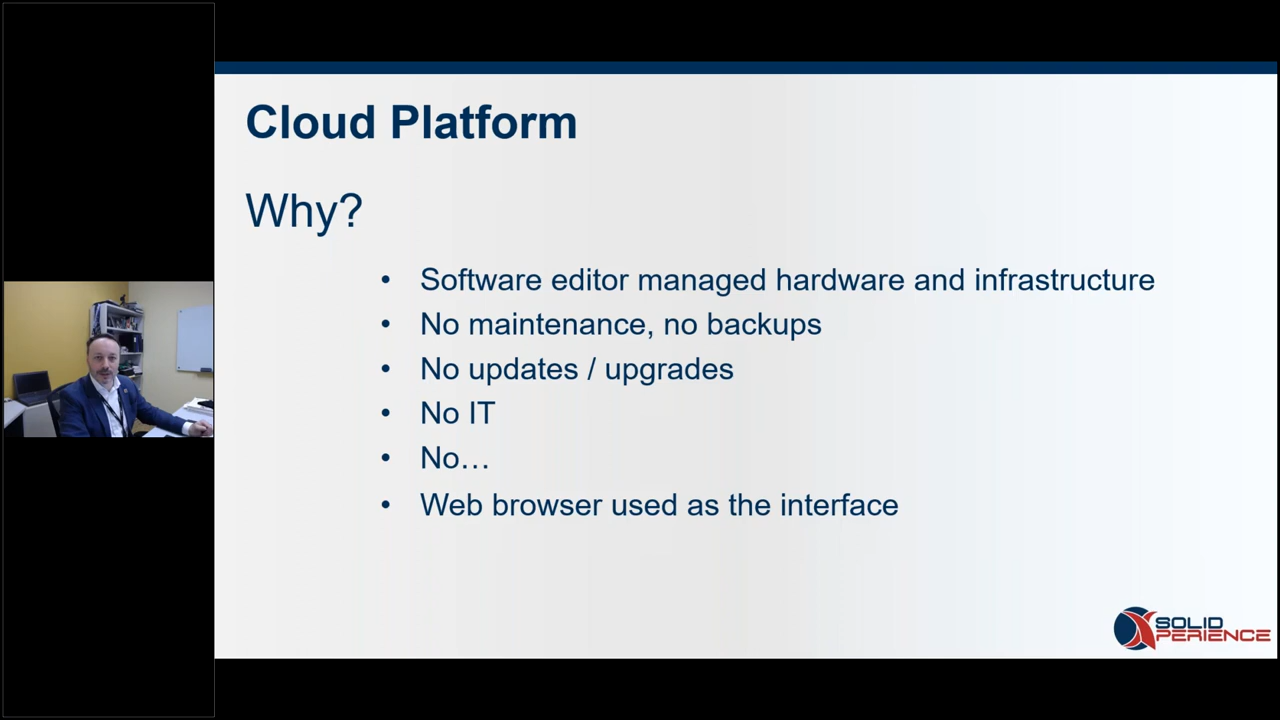 Cloud Platform
Why?
• Software editor managed hardware and infrastructure
• No maintenance, no backups
• No updates / upgrades
• No IT
• No…
• Web browser used as the interface
SOLID
XPERIENCE